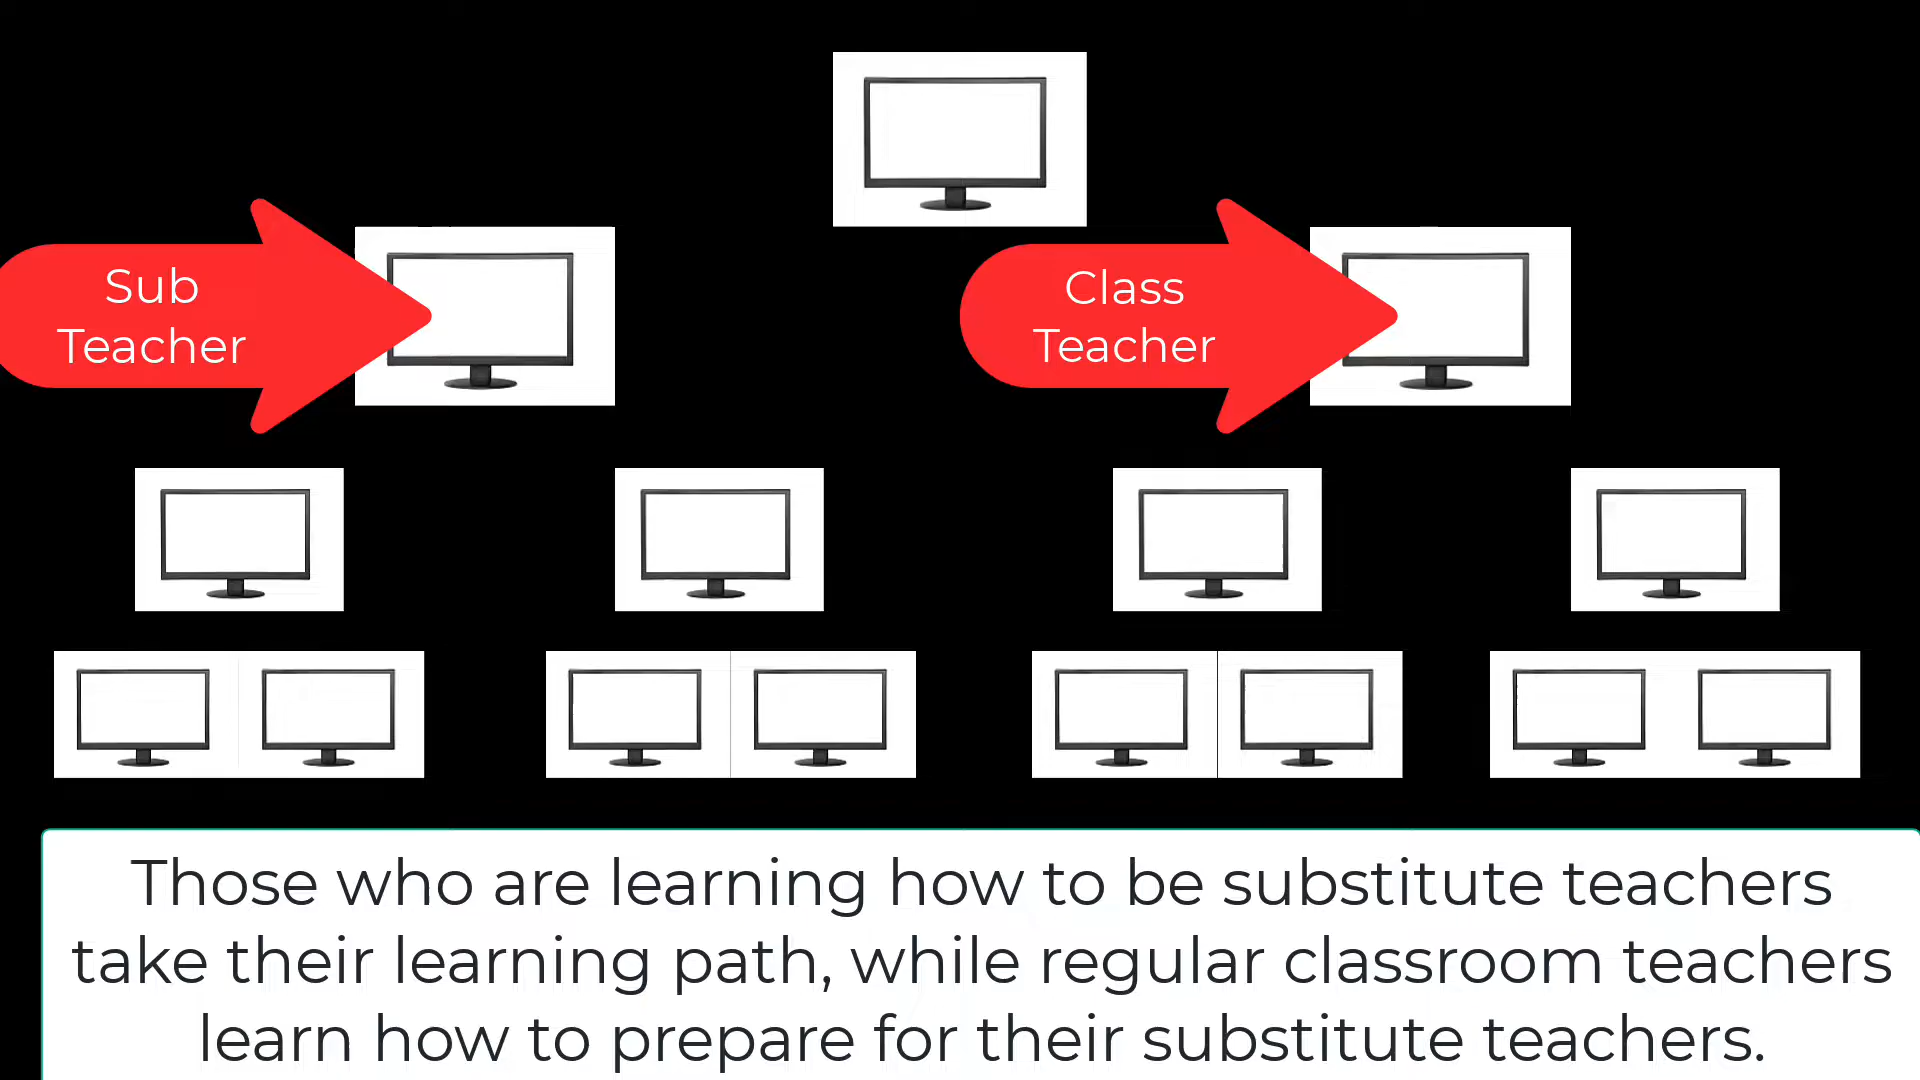 Sub
Teacher
Class
Teacher
Those who are learning how to be substitute teachers
take their learning path, while regular classroom teachers
learn how to prepare for their substitute teachers.